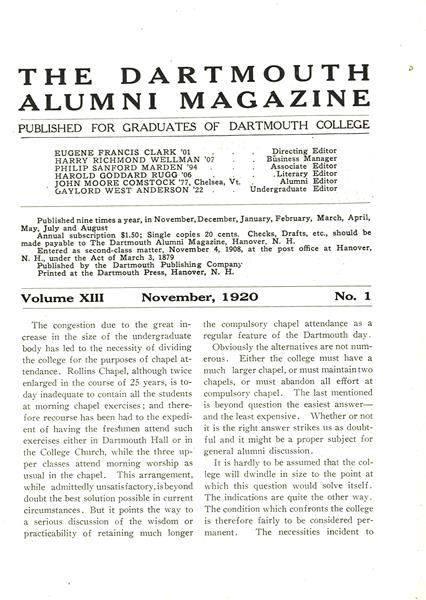 THE DARTMOUTH
ALUMNI MAGAZINE
PUBLISHED FOR GRADUATES OF DARTMOUTH COLLEGE
EUGENE FRANCIS CLARK '01 . . . Directing Editor
HARRY RICHMOND WELLMAN '07 . . . Business Manager
PHILIP SANFORD MARDEN '94 . . . Associate Editor
HAROLD GODDARD RUGG '06 . . . Literary Editor
JOHN MOORE COMSTOCK '77, Chelsea, Vt. Alumni Editor
GAYLORD WEST ANDERSON '22 . . Undergraduate Editor
Published nine times a year, in November, December, January, February, March, April,
May, July and August
Annual subscription $1.50; Single copies 20 cents. Checks, Drafts, etc., should be
made payable to The Dartmouth Alumni Magazine, Hanover, N. H.
Entered as second-class matter, November 4, 1908, at the post office at Hanover,
N. H., under the Act of March 3, 1879
Published by the Dartmouth Publishing Company
Printed at the Dartmouth Press, Hanover, N. H.
Volume XIII November, 1920 No. 1
The congestion due to the great in-
crease in the size of the undergraduate
body has led to the necessity of dividing
the college for the purposes of chapel at-
tendance. Rollins Chapel, although twice
enlarged in the course of 25 years, is to-
day inadequate to contain all the students
at morning chapel exercises; and there-
fore recourse has been had to the expedi-
ent of having the freshmen attend such
exercises either in Dartmouth Hall or in
the College Church, while the three up-
per classes attend morning worship as
usual in the chapel. This arrangement,
while admittedly unsatisfactory, is beyond
doubt the best solution possible in current
circumstances. But it points the way to
a serious discussion of the wisdom or
practicability of retaining much longer
the compulsory chapel attendance as a
regular feature of the Dartmouth day.
Obviously the alternatives are not num-
erous. Either the college must have a
much larger chapel, or must maintain two
chapels, or must abandon all effort at
compulsory chapel. The last mentioned
is beyond question the easiest answer—
and the least expensive. Whether or not
it is the right answer strikes us as doubt-
ful and it might be a proper subject for
general alumni discussion.
It is hardly to be assumed that the col-
lege will dwindle in size to the point at
which this question would solve itself.
The indications are quite the other way.
The condition which confronts the college
is therefore fairly to be considered per-
manent. The necessities incident to